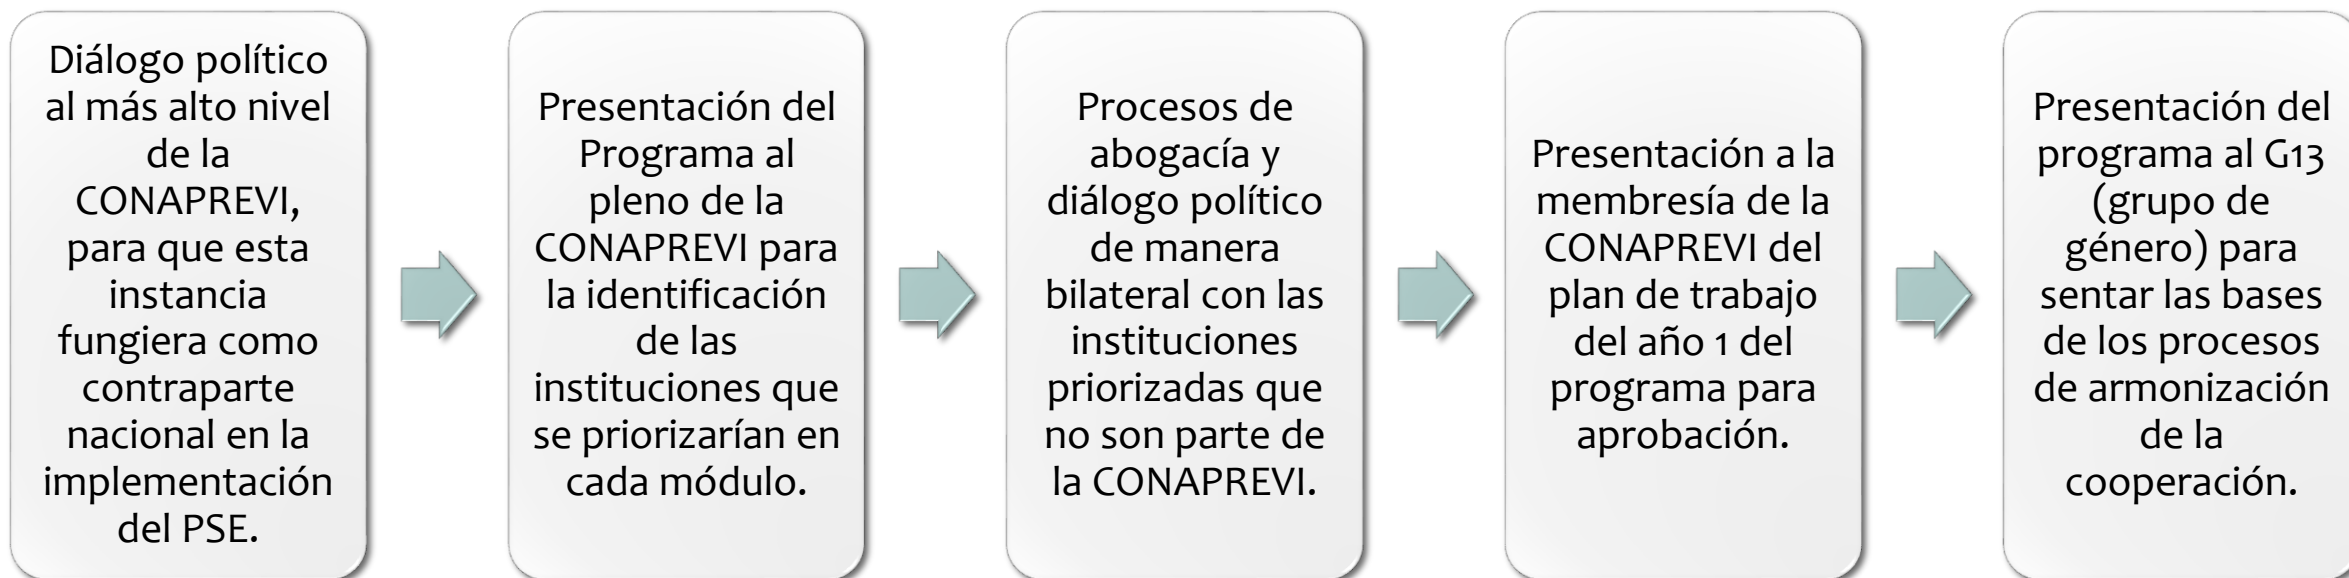 Diálogo político
al más alto nivel
de la
CONAPREVI,
para que esta
instancia
fungiera como
contraparte
nacional en la
implementación
del PSE.
Presentación del
Programa al
pleno de la
CONAPREVI para
la identificación
de las
instituciones que
se priorizarían en
cada módulo.
Procesos de
abogacía y
diálogo político
de manera
bilateral con las
instituciones
priorizadas que
no son parte de
la CONAPREVI.
Presentación a la
membresía de la
CONAPREVI del
plan de trabajo
del año 1 del
programa para
aprobación.
Presentación del
programa al G13
(grupo de
género) para
sentar las bases
de los procesos
de armonización
de la
cooperación.